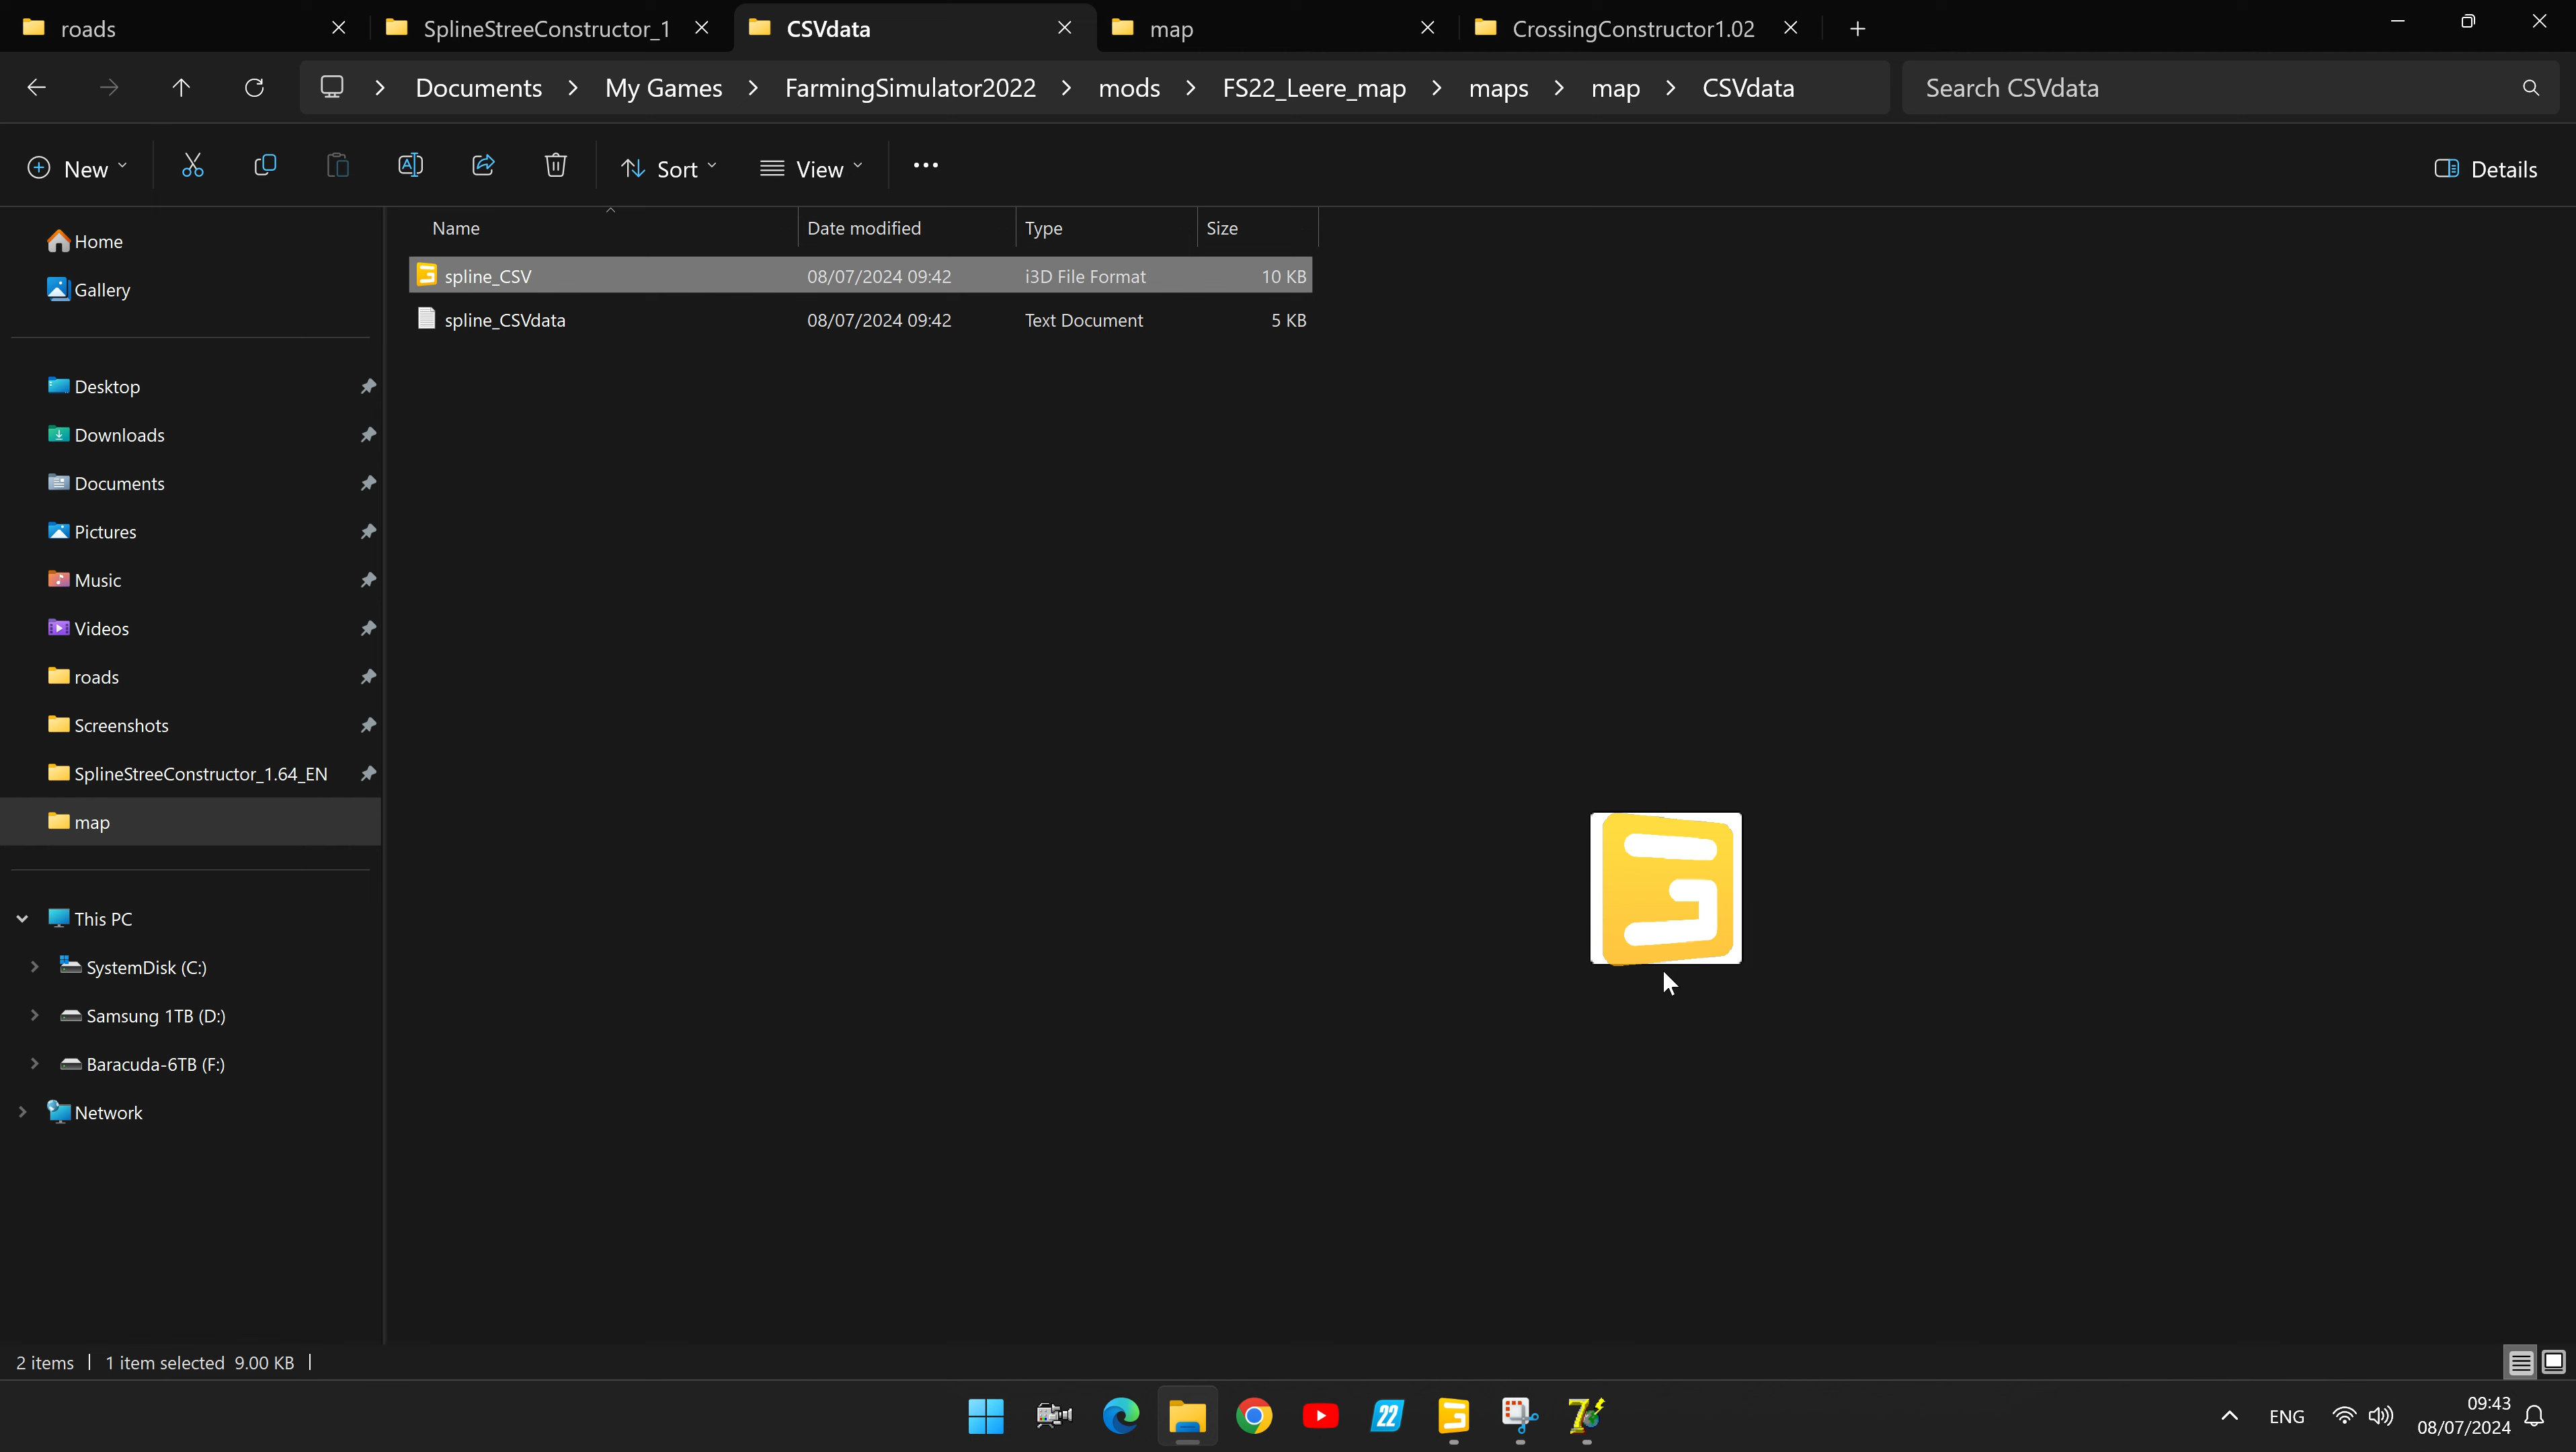 roads
SplineStreeConstructor_1
CSVdata
map
CrossingConstructor1.02
Documents
My Games
FarmingSimulator2022
mods
FS22_Leere_map
maps
map
CSVdata
Search CSVdata
New
Sort
View
Details
Name
Date modified
Type
Size
spline_CSV 08/07/2024 09:42 i3D File Format 10 KB
spline_CSVdata 08/07/2024 09:42 Text Document 5 KB
Home
Gallery
Desktop
Downloads
Documents
Pictures
Music
Videos
roads
Screenshots
SplineStreeConstructor_1.64_EN
map
This PC
SystemDisk (C:)
Samsung 1TB (D:)
Baracuda-6TB (F:)
Network
2 items 1 item selected 9.00 KB
22
ENG
09:43
08/07/2024